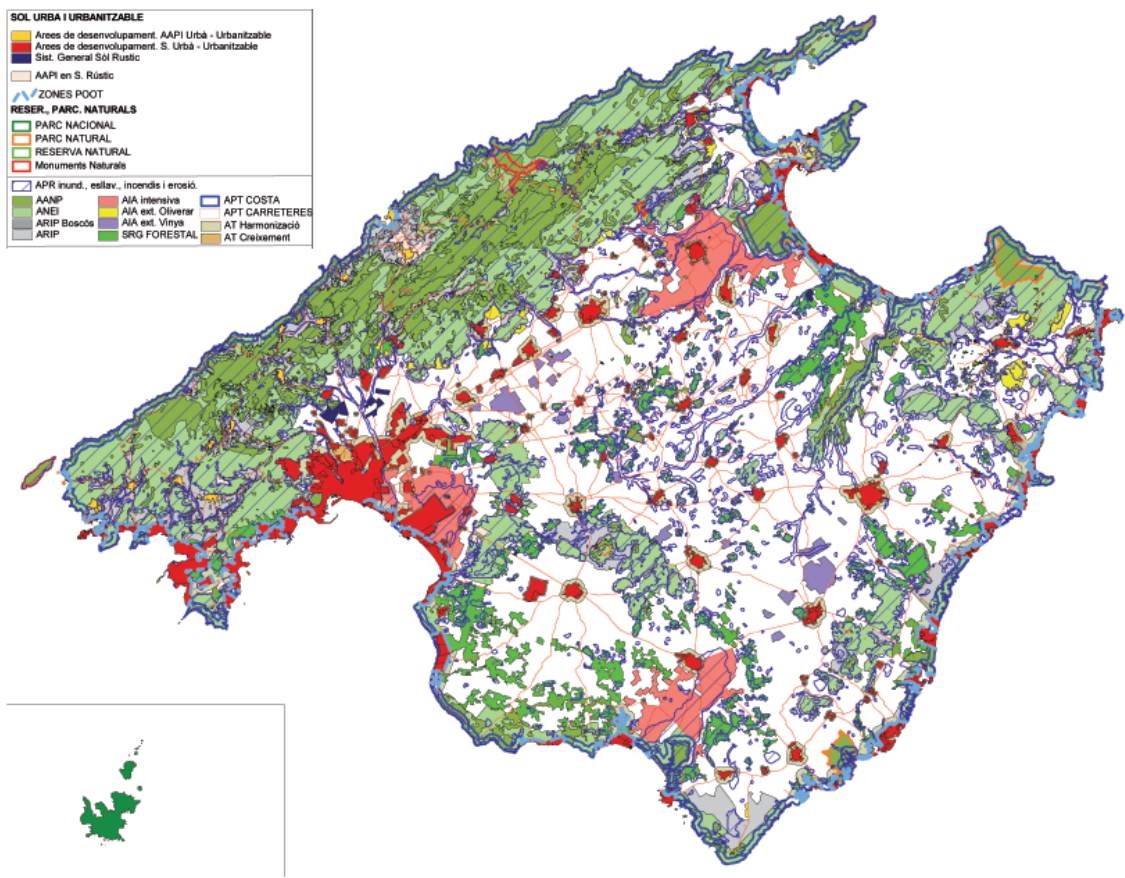 SOL URBA I URBANITZABLE
Arees de desenvolupament. AAPI Urbà - Urbanitzable
Arees de desenvolupament. S. Urbà - Urbanitzable
Sist. General Sòl Rustic
AAPI en S. Rústic
ZONES POOT
RESER., PARC. NATURALS
PARC NACIONAL
PARC NATURAL
RESERVA NATURAL
Monuments Naturals
APR inund., esllav., incendis i erosió.
AANP
ANEI
ARIP Boscós
ARIP
AIA intensiva
AIA ext. Oliverar
AIA ext. Vinya
SRG FORESTAL
APT COSTA
APT CARRETERES
AT Harmonizació
AT Creixement